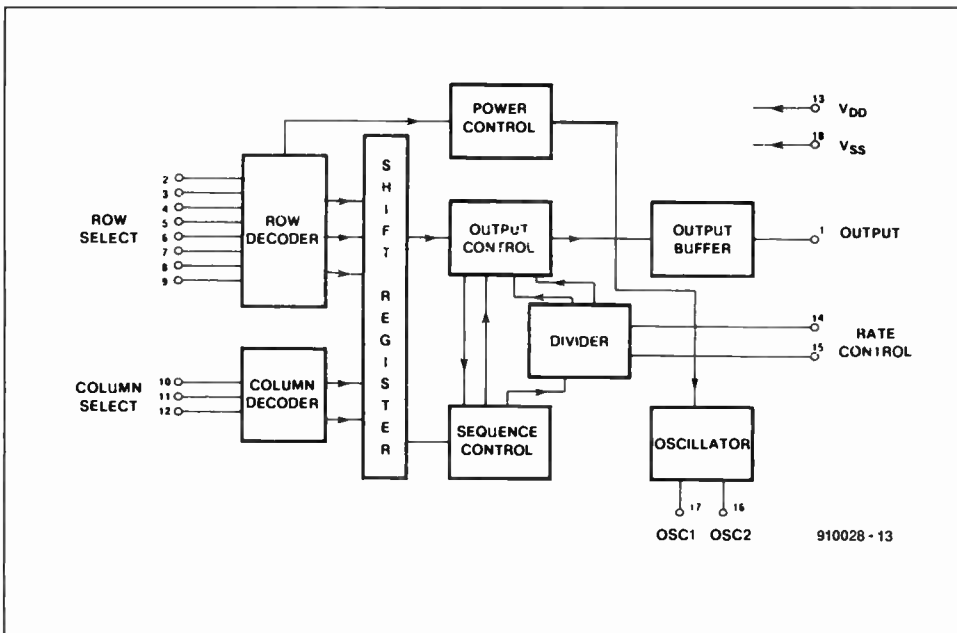 POWER
CONTROL
13 VDD
18 VSS
2
3
4
5
6
7
8
9
ROW
SELECT
ROW
DECODER
SHIFT REGISTER
OUTPUT
CONTROL
OUTPUT
BUFFER
1 OUTPUT
DIVIDER
14
15
RATE
CONTROL
COLUMN
SELECT
10
11
12
COLUMN
DECODER
SEQUENCE
CONTROL
OSCILLATOR
17 16
OSC1 OSC2
910028 - 13